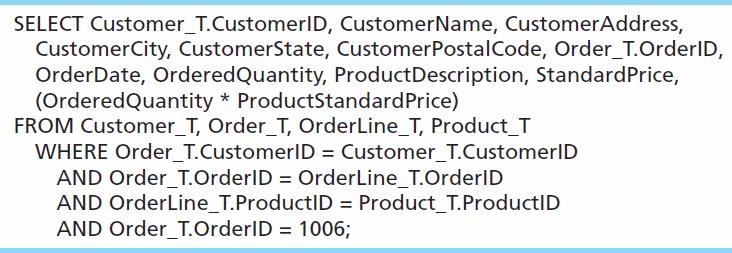 SELECT Customer_T.CustomerID, CustomerName, CustomerAddress,
CustomerCity, CustomerState, CustomerPostalCode, Order_T.OrderID,
OrderDate, OrderedQuantity, ProductDescription, StandardPrice,
(OrderedQuantity * ProductStandardPrice)
FROM Customer_T, Order_T, OrderLine_T, Product_T
WHERE Order_T.CustomerID = Customer_T.CustomerID
AND Order_T.OrderID = OrderLine_T.OrderID
AND OrderLine_T.ProductID = Product_T.ProductID
AND Order_T.OrderID = 1006;